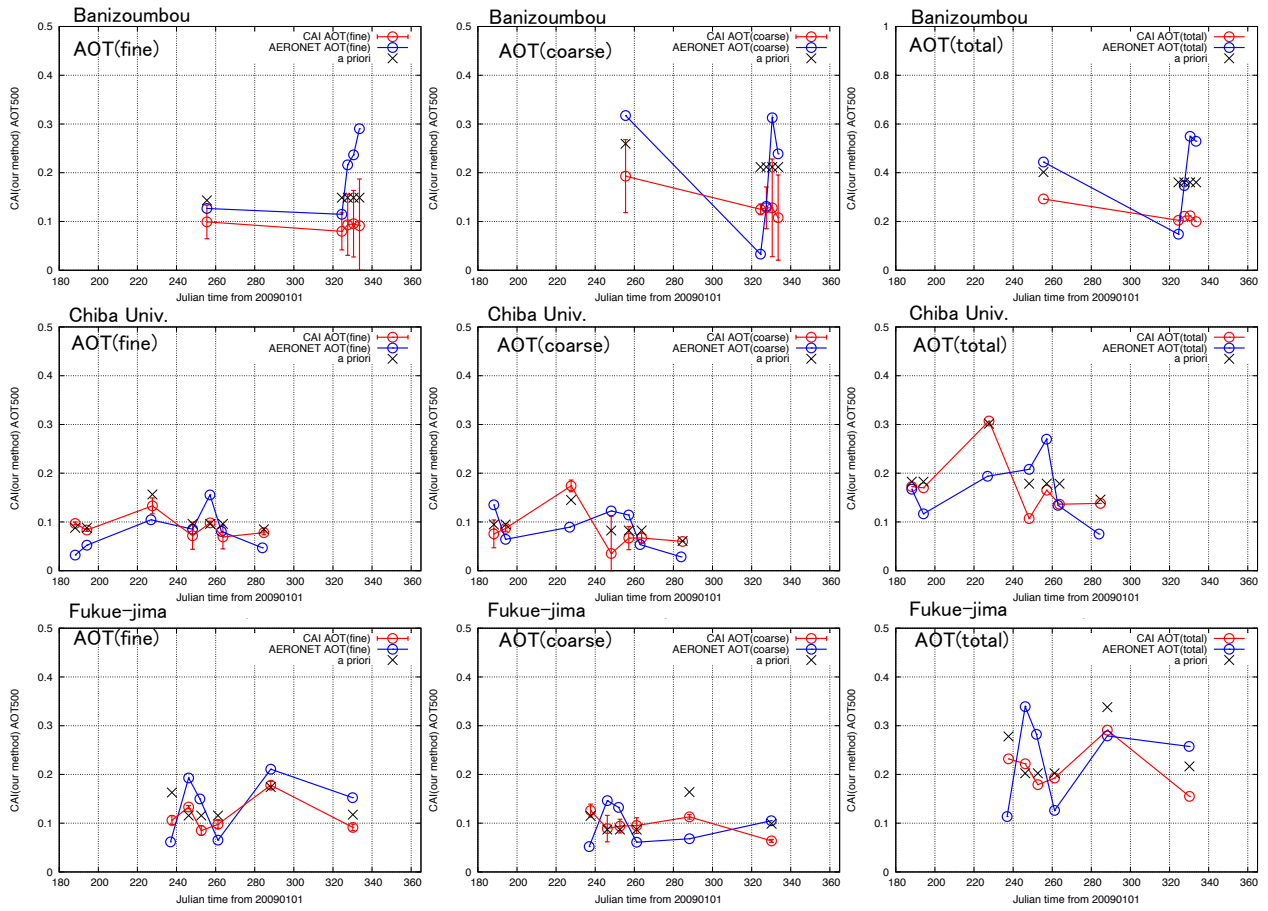 Banizoumbou
AOT(fine)
CAI AOT(fine)
AERONET AOT(fine)
a priori
CAI(our method) AOT500
0.5
0.4
0.3
0.2
0.1
0
180 200 220 240 260 280 300 320 340 360
Julian time from 20090101
Banizoumbou
AOT(coarse)
CAI AOT(coarse)
AERONET AOT(coarse)
a priori
CAI(our method) AOT500
0.5
0.4
0.3
0.2
0.1
0
180 200 220 240 260 280 300 320 340 360
Julian time from 20090101
Banizoumbou
AOT(total)
CAI AOT(total)
AERONET AOT(total)
a priori
CAI(our method) AOT500
1
0.8
0.6
0.4
0.2
0
180 200 220 240 260 280 300 320 340 360
Julian time from 20090101
Chiba Univ.
AOT(fine)
CAI AOT(fine)
AERONET AOT(fine)
a priori
CAI(our method) AOT500
0.5
0.4
0.3
0.2
0.1
0
180 200 220 240 260 280 300 320 340 360
Julian time from 20090101
Chiba Univ.
AOT(coarse)
CAI AOT(coarse)
AERONET AOT(coarse)
a priori
CAI(our method) AOT500
0.5
0.4
0.3
0.2
0.1
0
180 200 220 240 260 280 300 320 340 360
Julian time from 20090101
Chiba Univ.
AOT(total)
CAI AOT(total)
AERONET AOT(total)
a priori
CAI(our method) AOT500
0.5
0.4
0.3
0.2
0.1
0
180 200 220 240 260 280 300 320 340 360
Julian time from 20090101
Fukue-jima
AOT(fine)
CAI AOT(fine)
AERONET AOT(fine)
a priori
CAI(our method) AOT500
0.5
0.4
0.3
0.2
0.1
0
180 200 220 240 260 280 300 320 340 360
Julian time from 20090101
Fukue-jima
AOT(coarse)
CAI AOT(coarse)
AERONET AOT(coarse)
a priori
CAI(our method) AOT500
0.5
0.4
0.3
0.2
0.1
0
180 200 220 240 260 280 300 320 340 360
Julian time from 20090101
Fukue-jima
AOT(total)
CAI AOT(total)
AERONET AOT(total)
a priori
CAI(our method) AOT500
0.5
0.4
0.3
0.2
0.1
0
180 200 220 240 260 280 300 320 340 360
Julian time from 20090101